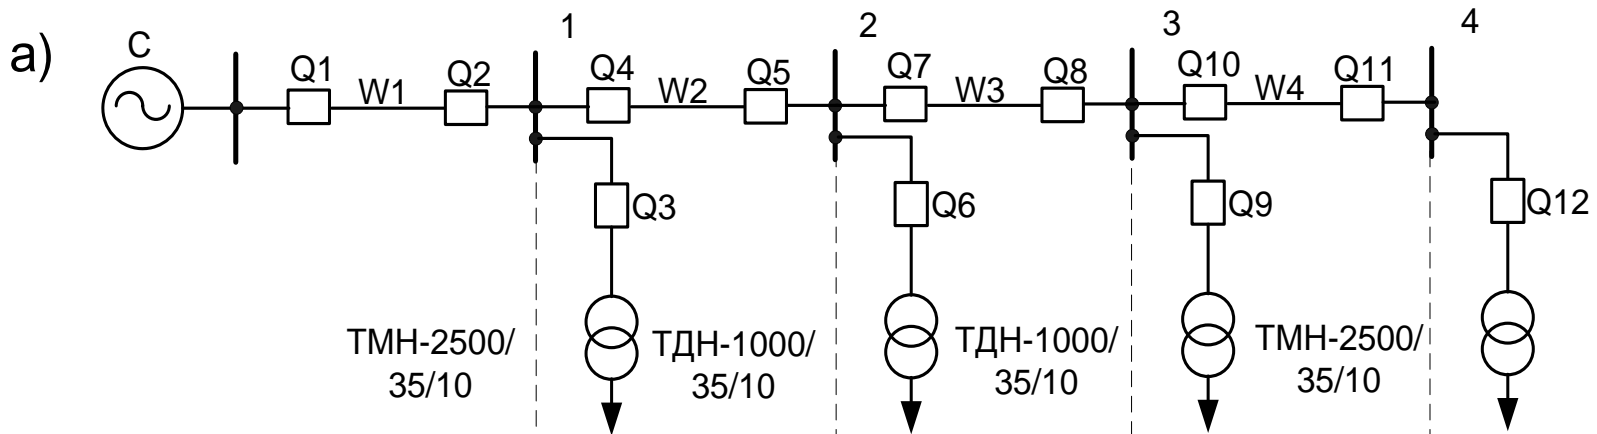 а)
С
1
2
3
4
Q1
W1
Q2
Q4
W2
Q5
Q7
W3
Q8
Q10
W4
Q11
Q3
Q6
Q9
Q12
ТМН-2500/
35/10
ТДН-1000/
35/10
ТДН-1000/
35/10
ТМН-2500/
35/10